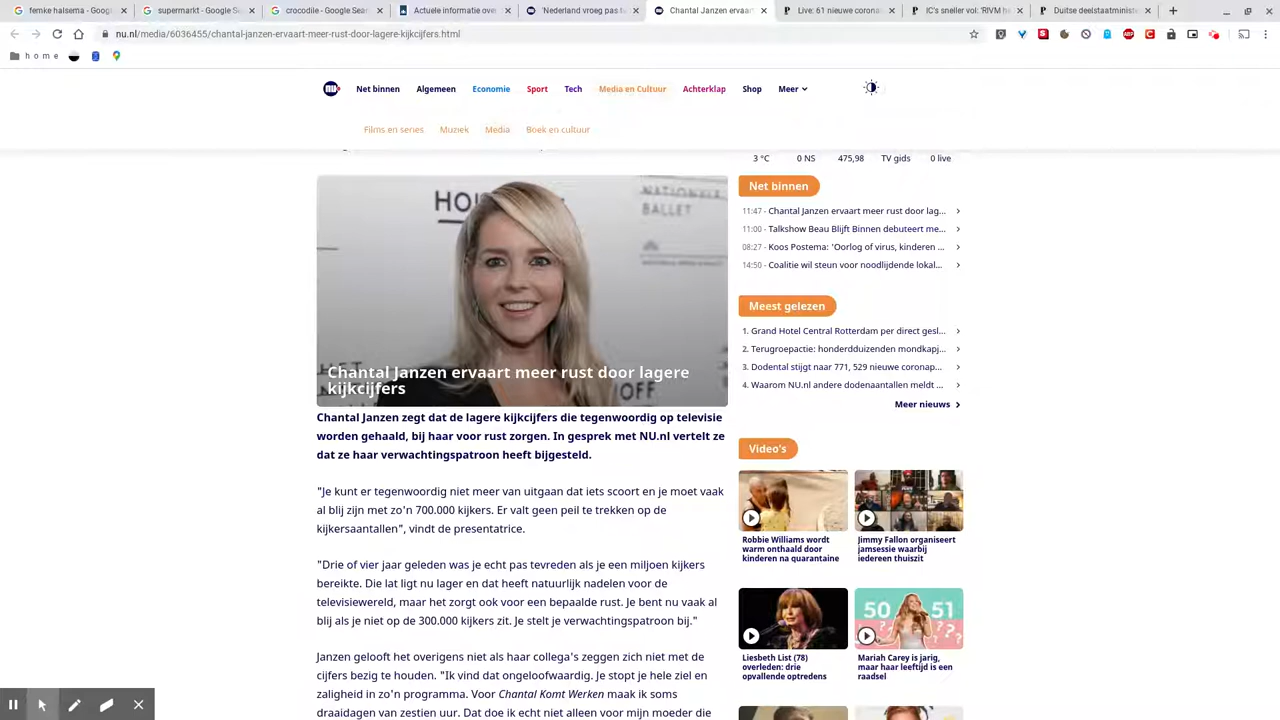 femke halsema - Goog
supermarkt - Google Se
crocodile - Google Sear
Actuele informatie over
'Nederland vroeg pas tu
Chantal Janzen ervaart
Live: 61 nieuwe corona
IC's sneller vol: 'RIVM he
Duitse deelstaatminister
nu.nl/media/6036455/chantal-janzen-ervaart-meer-rust-door-lagere-kijkcijfers.html
h o m e
NU
Net binnen
Algemeen
Economie
Sport
Tech
Media en Cultuur
Achterklap
Shop
Meer
Films en series
Muziek
Media
Boek en cultuur
3 °C
0 NS
475,98
TV gids
0 live
NATIONALE
BALLET
Chantal Janzen ervaart meer rust door lagere
kijkcijfers
Chantal Janzen zegt dat de lagere kijkcijfers die tegenwoordig op televisie
worden gehaald, bij haar voor rust zorgen. In gesprek met NU.nl vertelt ze
dat ze haar verwachtingspatroon heeft bijgesteld.
"Je kunt er tegenwoordig niet meer van uitgaan dat iets scoort en je moet vaak
al blij zijn met zo'n 700.000 kijkers. Er valt geen peil te trekken op de
kijkersaantallen", vindt de presentatrice.
"Drie of vier jaar geleden was je echt pas tevreden als je een miljoen kijkers
bereikte. Die lat ligt nu lager en dat heeft natuurlijk nadelen voor de
televisiewereld, maar het zorgt ook voor een bepaalde rust. Je bent nu vaak al
blij als je niet op de 300.000 kijkers zit. Je stelt je verwachtingspatroon bij."
Janzen gelooft het overigens niet als haar collega's zeggen zich niet met de
cijfers bezig te houden. "Ik vind dat ongeloofwaardig. Je stopt je hele ziel en
zaligheid in zo'n programma. Voor Chantal Komt Werken maak ik soms
draaidagen van zestien uur. Dat doe ik echt niet alleen voor mijn moeder die
Net binnen
11:47 - Chantal Janzen ervaart meer rust door lag...
11:00 - Talkshow Beau Blijft Binnen debuteert me...
08:27 - Koos Postema: 'Oorlog of virus, kinderen ...
14:50 - Coalitie wil steun voor noodlijdende lokal...
Meest gelezen
1. Grand Hotel Central Rotterdam per direct gesl...
2. Terugroepactie: honderdduizenden mondkapj...
3. Dodental stijgt naar 771, 529 nieuwe coronap...
4. Waarom NU.nl andere dodenaantallen meldt ...
Meer nieuws
Video's
Robbie Williams wordt
warm onthaald door
kinderen na quarantaine
Jimmy Fallon organiseert
jamsessie waarbij
iedereen thuiszit
50
51
Liesbeth List (78)
overleden: drie
opvallende optredens
Mariah Carey is jarig,
maar haar leeftijd is een
raadsel